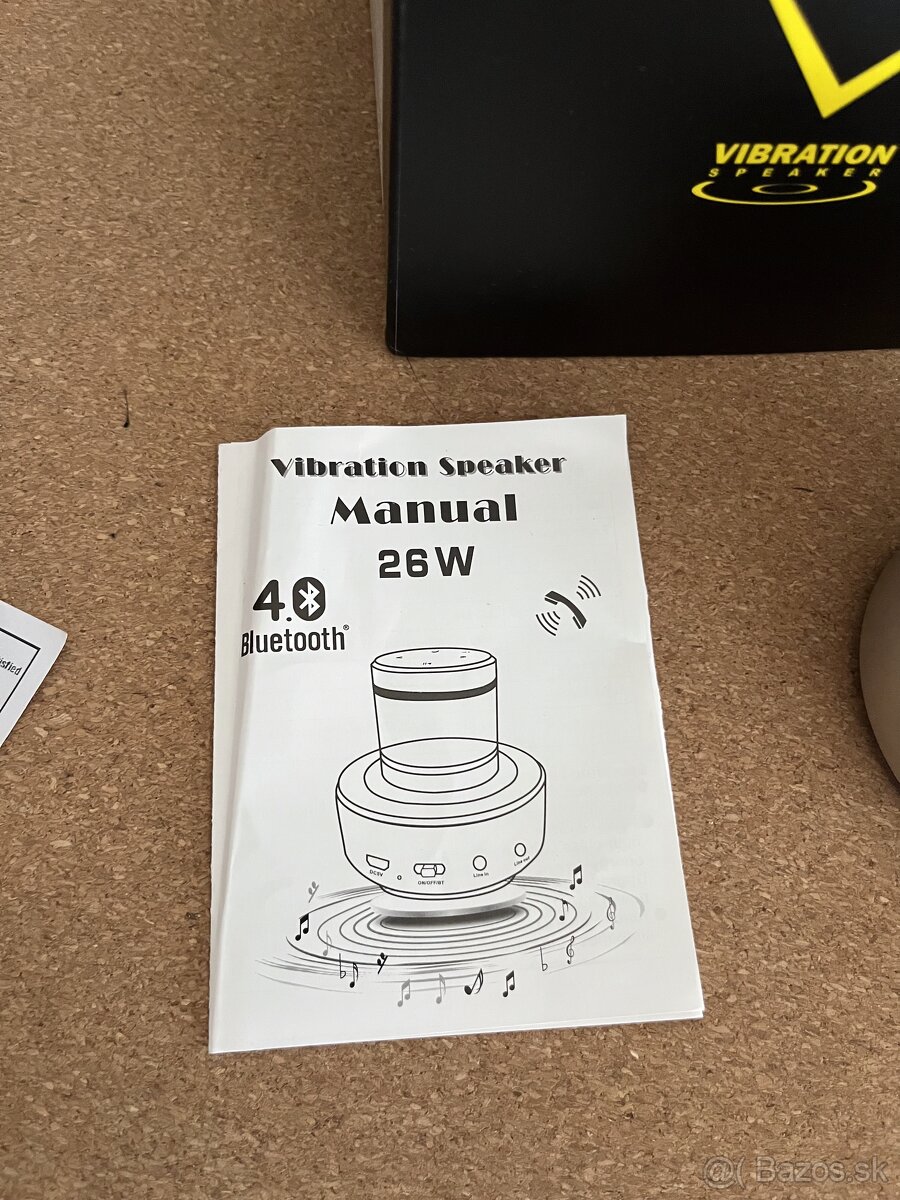 VIBRATION
SPEAKER
Vibration Speaker
Manual
26W
4.0
Bluetooth®
isfied
DC5V
ON/OFF/BT
Line in
Line out
@( Bazos.sk